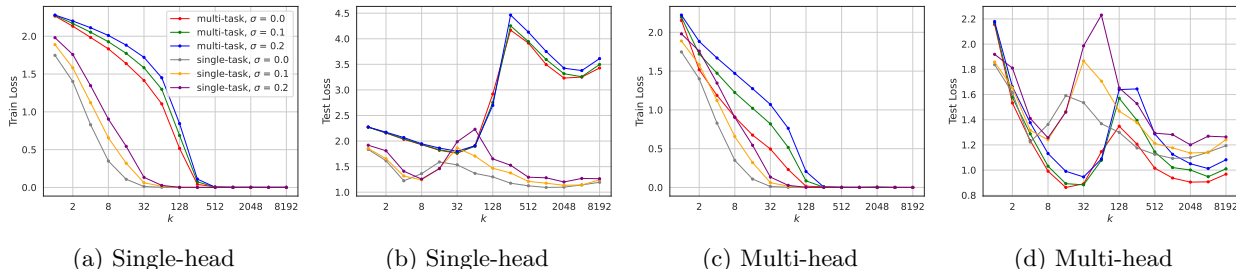 Train Loss
2.0
1.5
1.0
0.5
0.0
multi-task, σ = 0.0
multi-task, σ = 0.1
multi-task, σ = 0.2
single-task, σ = 0.0
single-task, σ = 0.1
single-task, σ = 0.2
2 8 32 128 512 2048 8192
k
Test Loss
4.5
4.0
3.5
3.0
2.5
2.0
1.5
1.0
2 8 32 128 512 2048 8192
k
Train Loss
2.0
1.5
1.0
0.5
0.0
2 8 32 128 512 2048 8192
k
Test Loss
2.2
2.0
1.8
1.6
1.4
1.2
1.0
0.8
2 8 32 128 512 2048 8192
k
(a) Single-head (b) Single-head (c) Multi-head (d) Multi-head